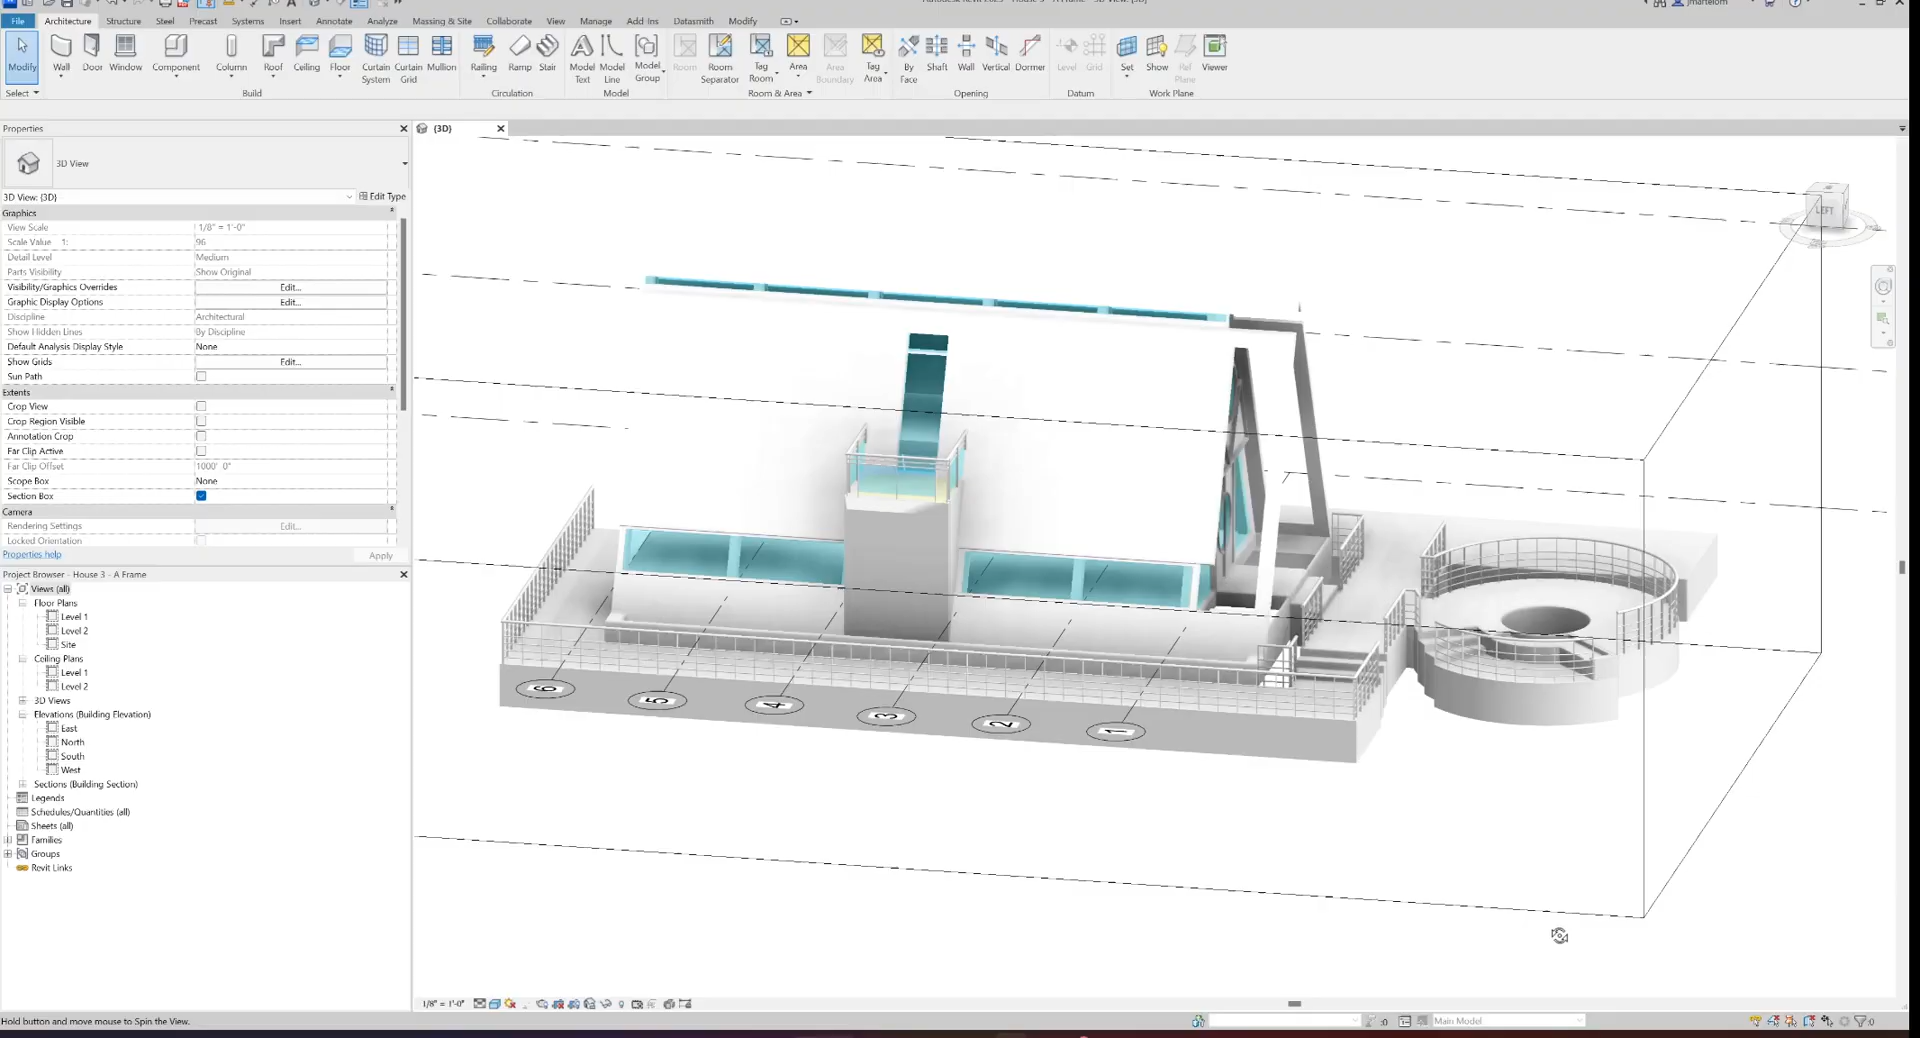 File Architecture Structure Steel Precast Systems Insert Annotate Analyze Massing & Site Collaborate View Manage Add Ins Datasmith Modify
Modify Wall Door Window Component Column Roof Ceiling Floor Curtain System Curtain Grid Mullion Railing Ramp Stair Model Text Model Line Model Group Room Room Separator Tag Room Area Area Boundary Tag Area By Face Shaft Wall Vertical Dormer Level Grid Set Show Ref Plane Viewer
Select Build Circulation Model Room & Area Opening Datum Work Plane
Properties
{3D}
3D View
3D View: {3D} Edit Type
Graphics
View Scale 1/8" = 1'-0"
Scale Value 1: 96
Detail Level Medium
Parts Visibility Show Original
Visibility/Graphics Overrides Edit...
Graphic Display Options Edit...
Discipline Architectural
Show Hidden Lines By Discipline
Default Analysis Display Style None
Show Grids Edit...
Sun Path
Extents
Crop View
Crop Region Visible
Annotation Crop
Far Clip Active
Far Clip Offset 1000' 0"
Scope Box None
Section Box
Camera
Rendering Settings Edit...
Locked Orientation
Properties help Apply
Project Browser - House 3 - A Frame
Views (all)
Floor Plans
Level 1
Level 2
Site
Ceiling Plans
Level 1
Level 2
3D Views
Elevations (Building Elevation)
East
North
South
West
Sections (Building Section)
Legends
Schedules/Quantities (all)
Sheets (all)
Families
Groups
Revit Links
LEFT
6 5 4 3 2 1
1/8" = 1'-0"
Hold button and move mouse to Spin the View.
:0 Main Model :0